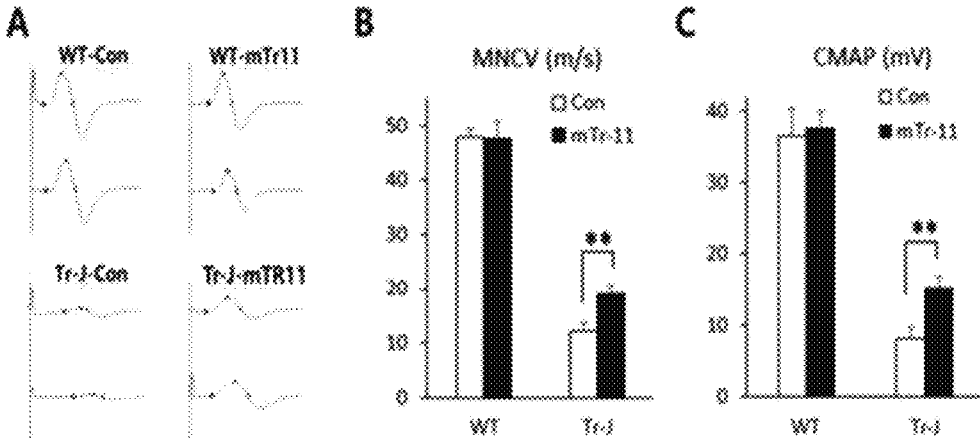 A
WT-Con
WT-mTr11
Tr-J-Con
Tr-J-mTR11
B
MNCV (m/s)
Con
mTr-11
50
40
30
20
10
0
**
WT
Tr-J
C
CMAP (mV)
Con
mTr-11
40
30
20
10
0
**
WT
Tr-J